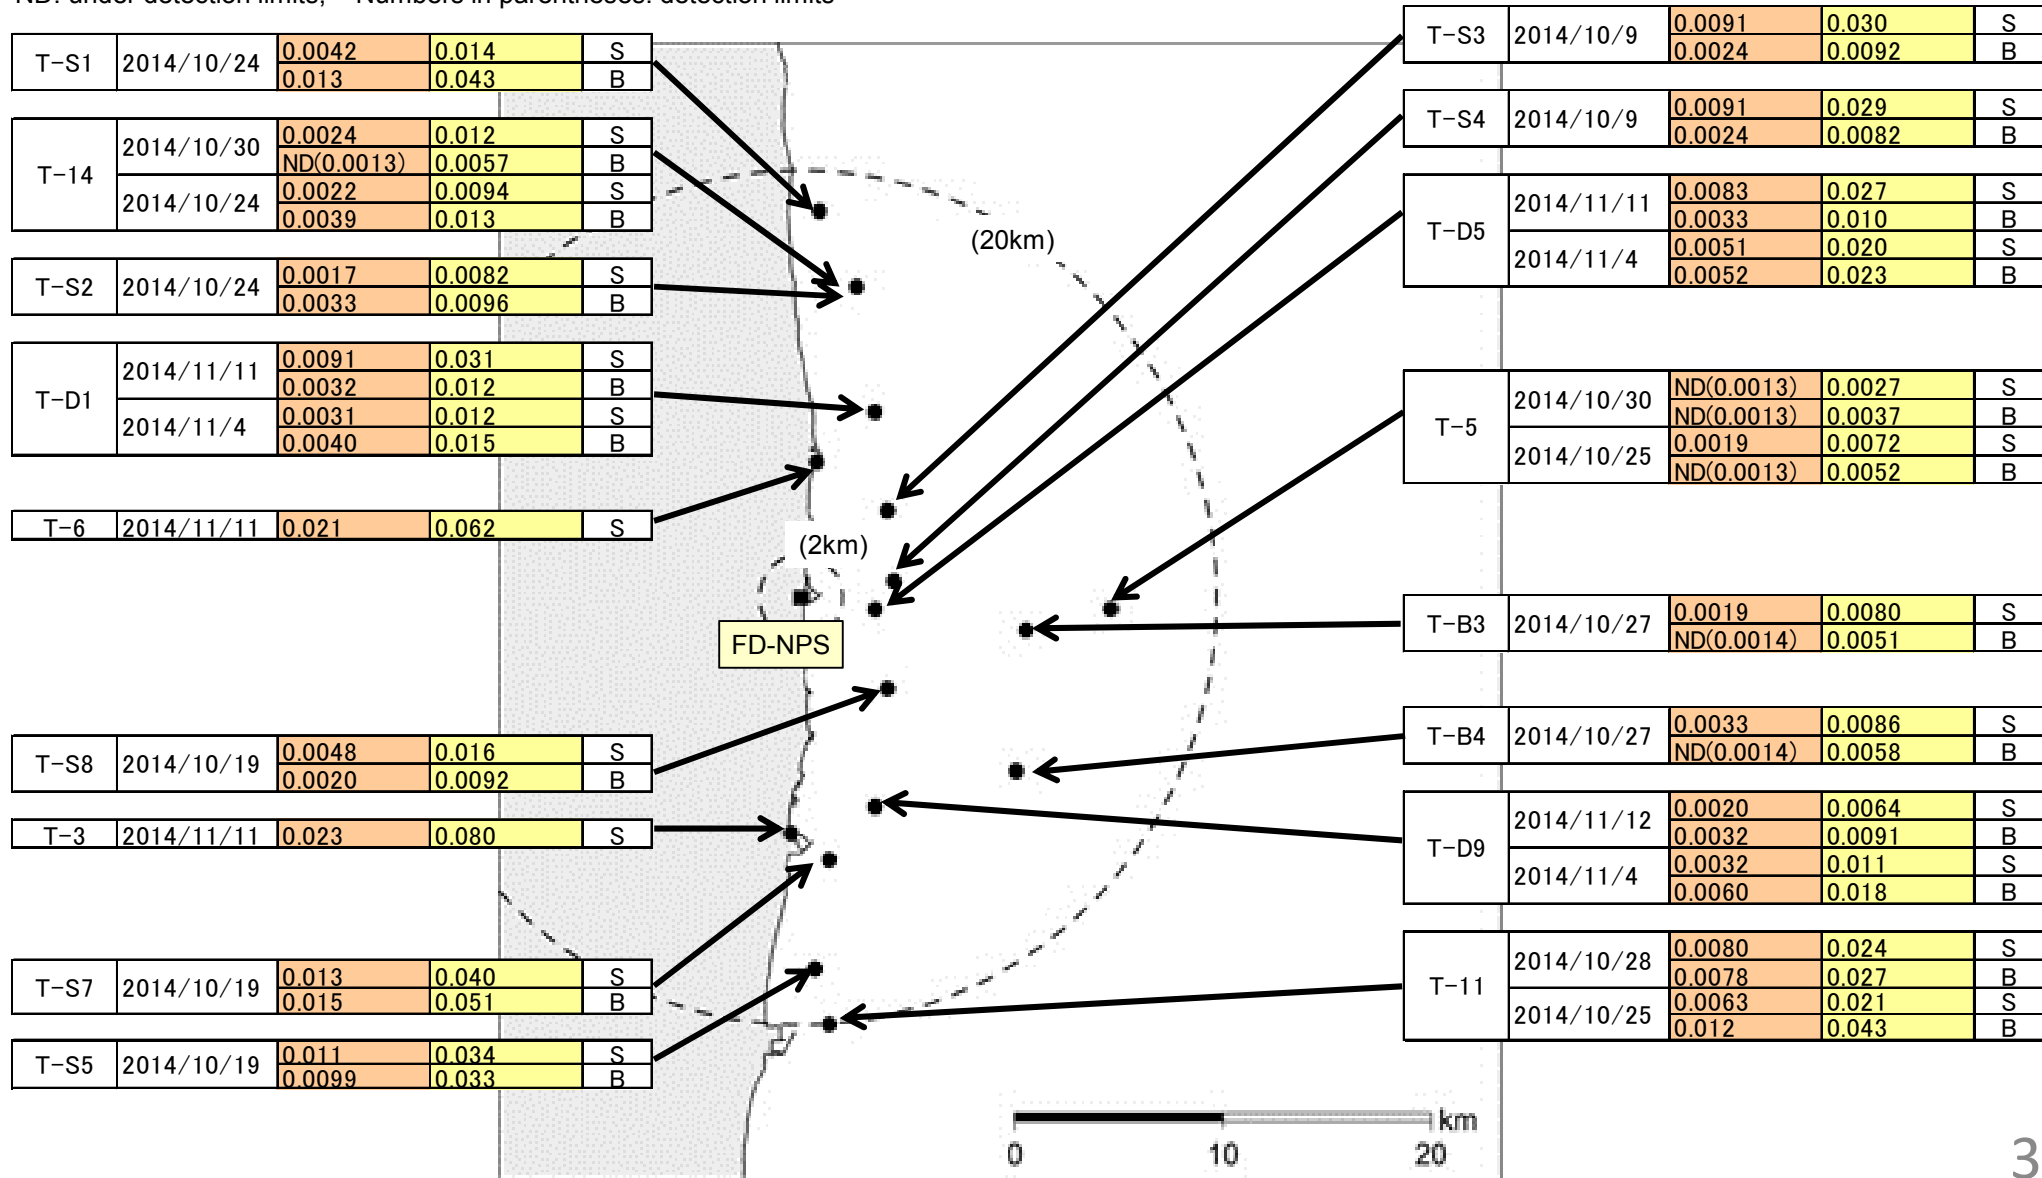 ND: under detection limits, Numbers in parentheses: detection limits
T-S1 2014/10/24 0.0042 0.014 S
0.013 0.043 B
T-14 2014/10/30 0.0024 0.012 S
ND(0.0013) 0.0057 B
2014/10/24 0.0022 0.0094 S
0.0039 0.013 B
T-S2 2014/10/24 0.0017 0.0082 S
0.0033 0.0096 B
T-D1 2014/11/11 0.0091 0.031 S
0.0032 0.012 B
2014/11/4 0.0031 0.012 S
0.0040 0.015 B
T-6 2014/11/11 0.021 0.062 S
T-S8 2014/10/19 0.0048 0.016 S
0.0020 0.0092 B
T-3 2014/11/11 0.023 0.080 S
T-S7 2014/10/19 0.013 0.040 S
0.015 0.051 B
T-S5 2014/10/19 0.011 0.034 S
0.0099 0.033 B
(20km)
(2km)
FD-NPS
T-S3 2014/10/9 0.0091 0.030 S
0.0024 0.0092 B
T-S4 2014/10/9 0.0091 0.029 S
0.0024 0.0082 B
T-D5 2014/11/11 0.0083 0.027 S
0.0033 0.010 B
2014/11/4 0.0051 0.020 S
0.0052 0.023 B
T-5 2014/10/30 ND(0.0013) 0.0027 S
ND(0.0013) 0.0037 B
2014/10/25 0.0019 0.0072 S
ND(0.0013) 0.0052 B
T-B3 2014/10/27 0.0019 0.0080 S
ND(0.0014) 0.0051 B
T-B4 2014/10/27 0.0033 0.0086 S
ND(0.0014) 0.0058 B
T-D9 2014/11/12 0.0020 0.0064 S
0.0032 0.0091 B
2014/11/4 0.0032 0.011 S
0.0060 0.018 B
T-11 2014/10/28 0.0080 0.024 S
0.0078 0.027 B
2014/10/25 0.0063 0.021 S
0.012 0.043 B
km
0 10 20
3